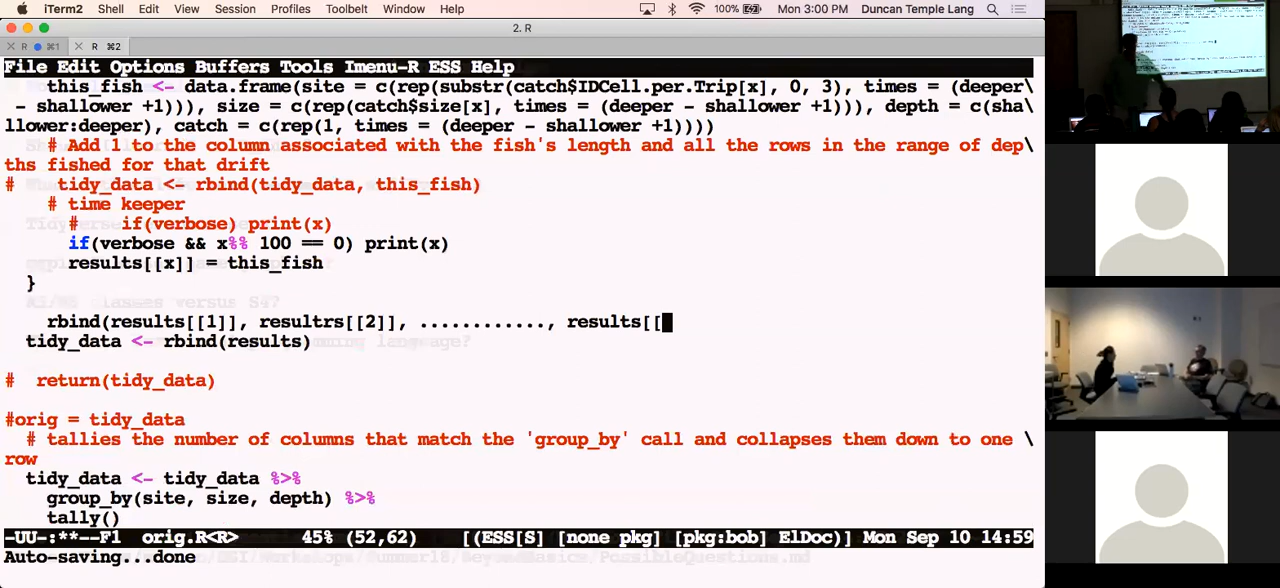 iTerm2 Shell Edit View Session Profiles Toolbelt Window Help 100% Mon 3:00 PM Duncan Temple Lang
2. R
R ⌘1 R ⌘2
File Edit Options Buffers Tools Imenu-R ESS Help
this_fish <- data.frame(site = c(rep(substr(catch$IDCell.per.Trip[x], 0, 3), times = (deeper\
- shallower +1))), size = c(rep(catch$size[x], times = (deeper - shallower +1))), depth = c(sha\
llower:deeper), catch = c(rep(1, times = (deeper - shallower +1))))
# Add 1 to the column associated with the fish's length and all the rows in the range of dep\
ths fished for that drift
# tidy_data <- rbind(tidy_data, this_fish)
# time keeper
# if(verbose) print(x)
if(verbose && x%% 100 == 0) print(x)
results[[x]] = this_fish
}
rbind(results[[1]], resultrs[[2]], ............, results[[
tidy_data <- rbind(results)
# return(tidy_data)
#orig = tidy_data
# tallies the number of columns that match the 'group_by' call and collapses them down to one \
row
tidy_data <- tidy_data %>%
group_by(site, size, depth) %>%
tally()
-UU-:**--F1 orig.R<R> 45% (52,62) [(ESS[S] [none pkg] [pkg:bob] ElDoc)] Mon Sep 10 14:59
Auto-saving...done